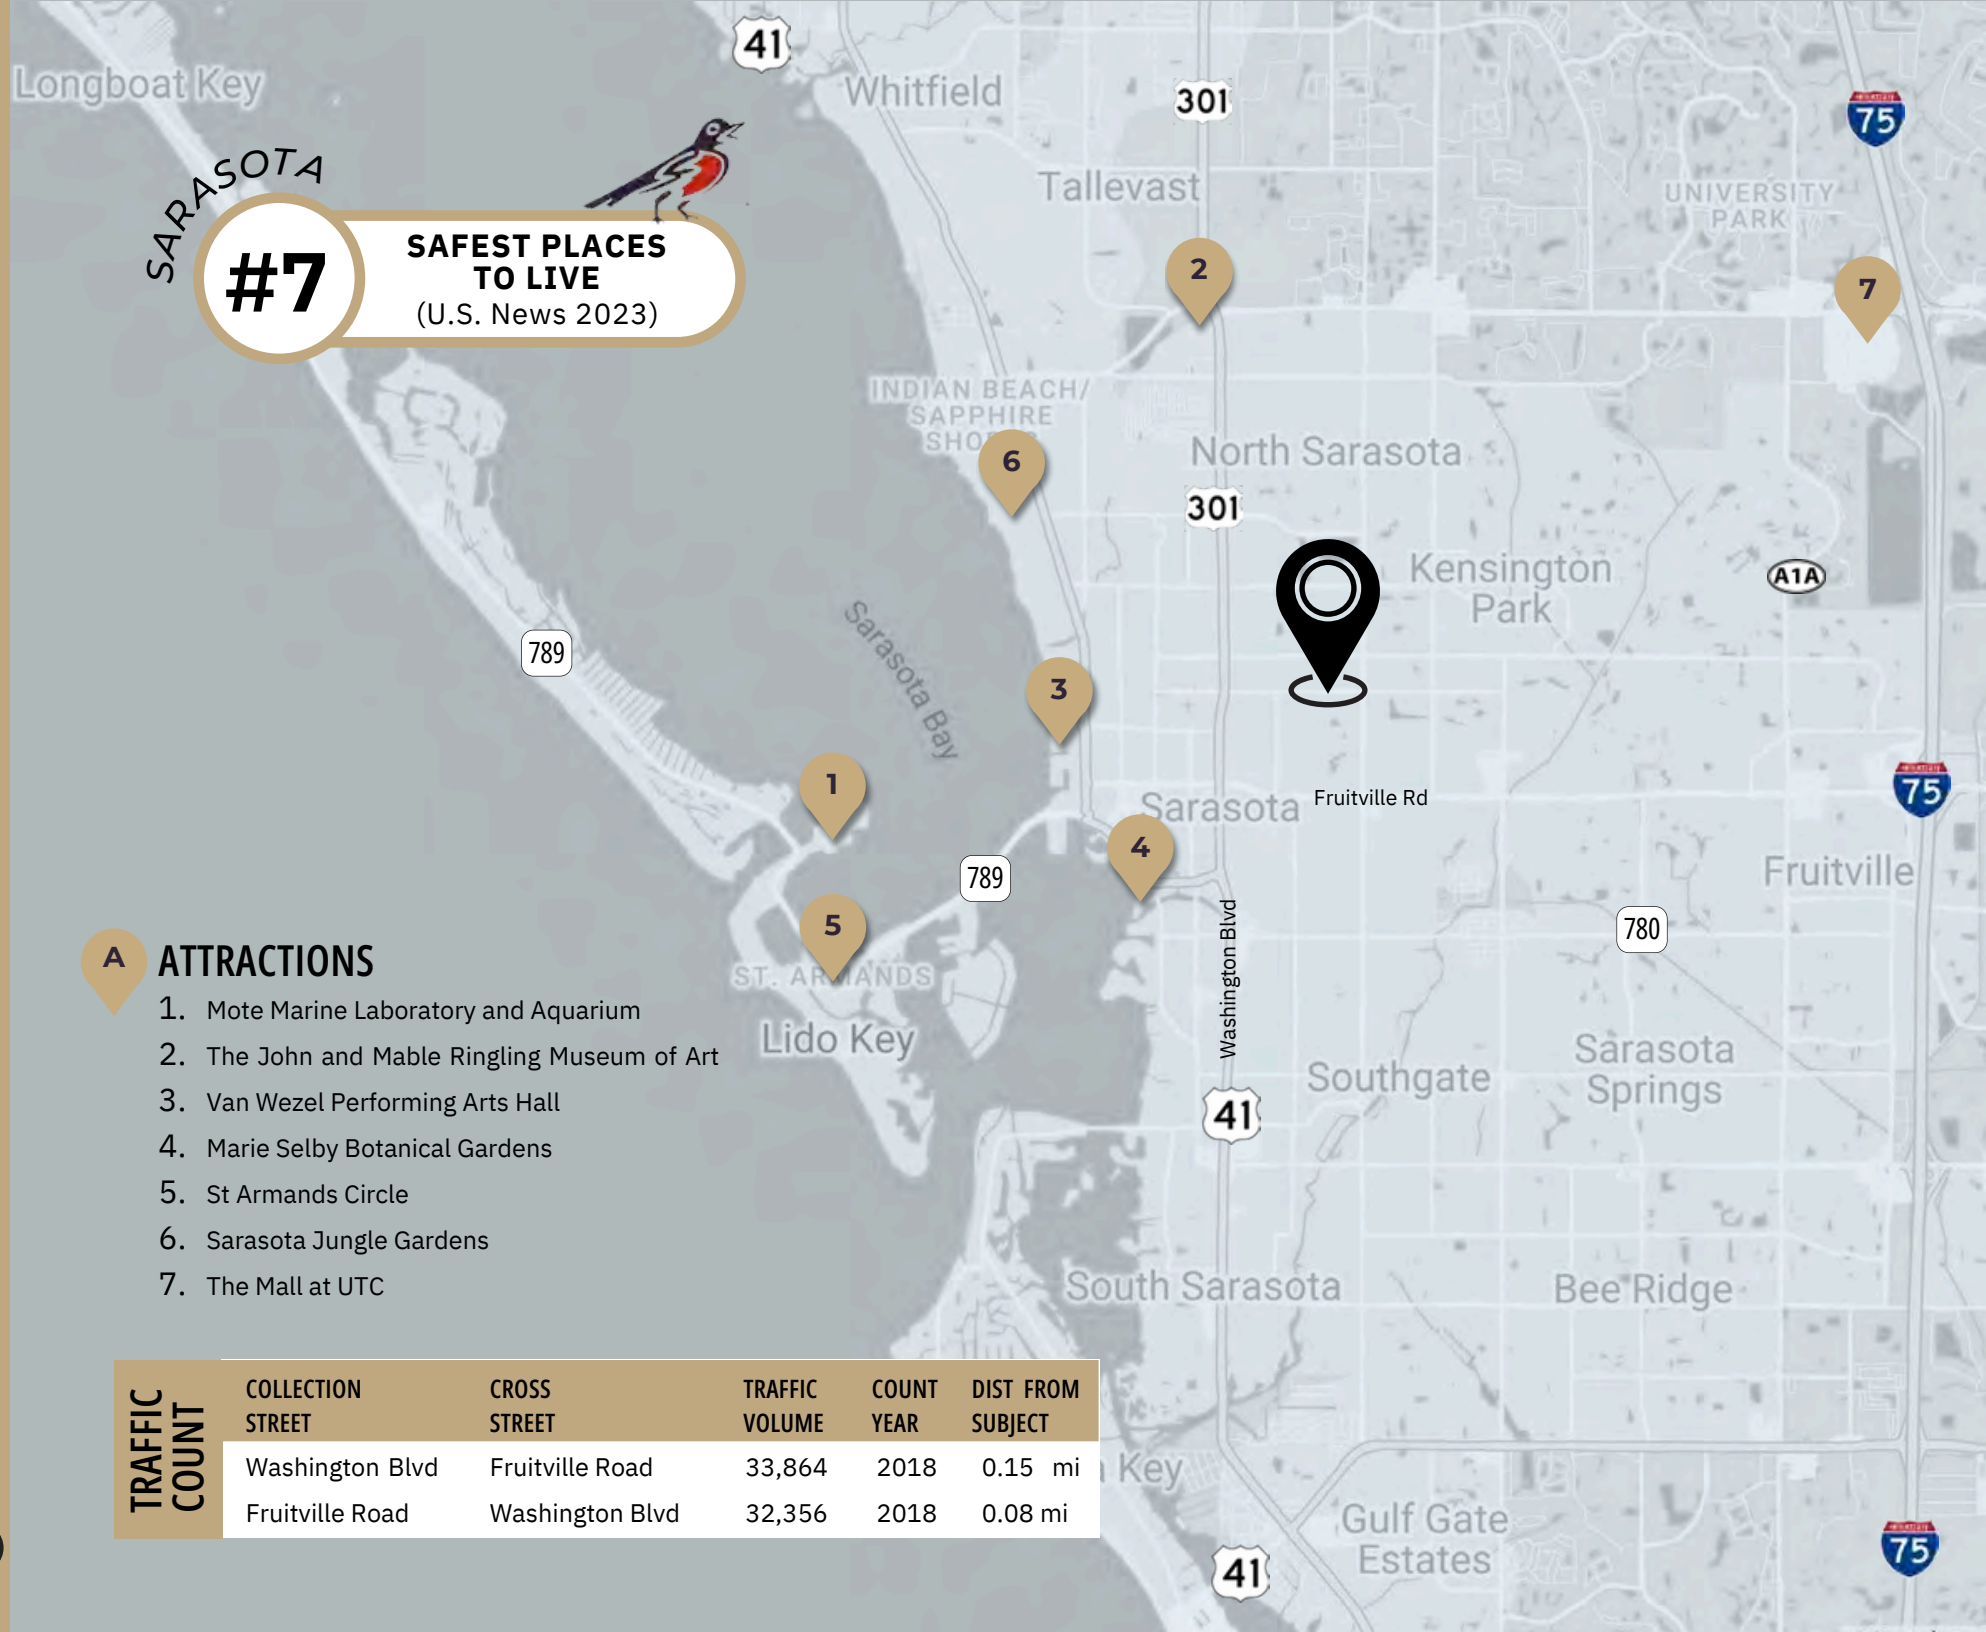 41
Longboat Key
Whitfield
301
75
SARASOTA
Tallevast
UNIVERSITY
PARK
#7
SAFEST PLACES
TO LIVE
(U.S. News 2023)
2
7
INDIAN BEACH/
SAPPHIRE
6
North Sarasota
301
Kensington
Park
A1A
789
Sarasota Bay
3
1
75
Sarasota
Fruitville Rd
4
789
Fruitville
5
Washington Blvd
780
ST. ARMANDS
Lido Key
A
ATTRACTIONS
1. Mote Marine Laboratory and Aquarium
2. The John and Mable Ringling Museum of Art
3. Van Wezel Performing Arts Hall
4. Marie Selby Botanical Gardens
5. St Armands Circle
6. Sarasota Jungle Gardens
7. The Mall at UTC
Sarasota
Springs
Southgate
41
South Sarasota
Bee Ridge
TRAFFIC
COUNT
COLLECTION CROSS TRAFFIC COUNT DIST FROM
STREET STREET VOLUME YEAR SUBJECT
Washington Blvd Fruitville Road 33,864 2018 0.15 mi
Fruitville Road Washington Blvd 32,356 2018 0.08 mi
Key
Gulf Gate
Estates
41
75